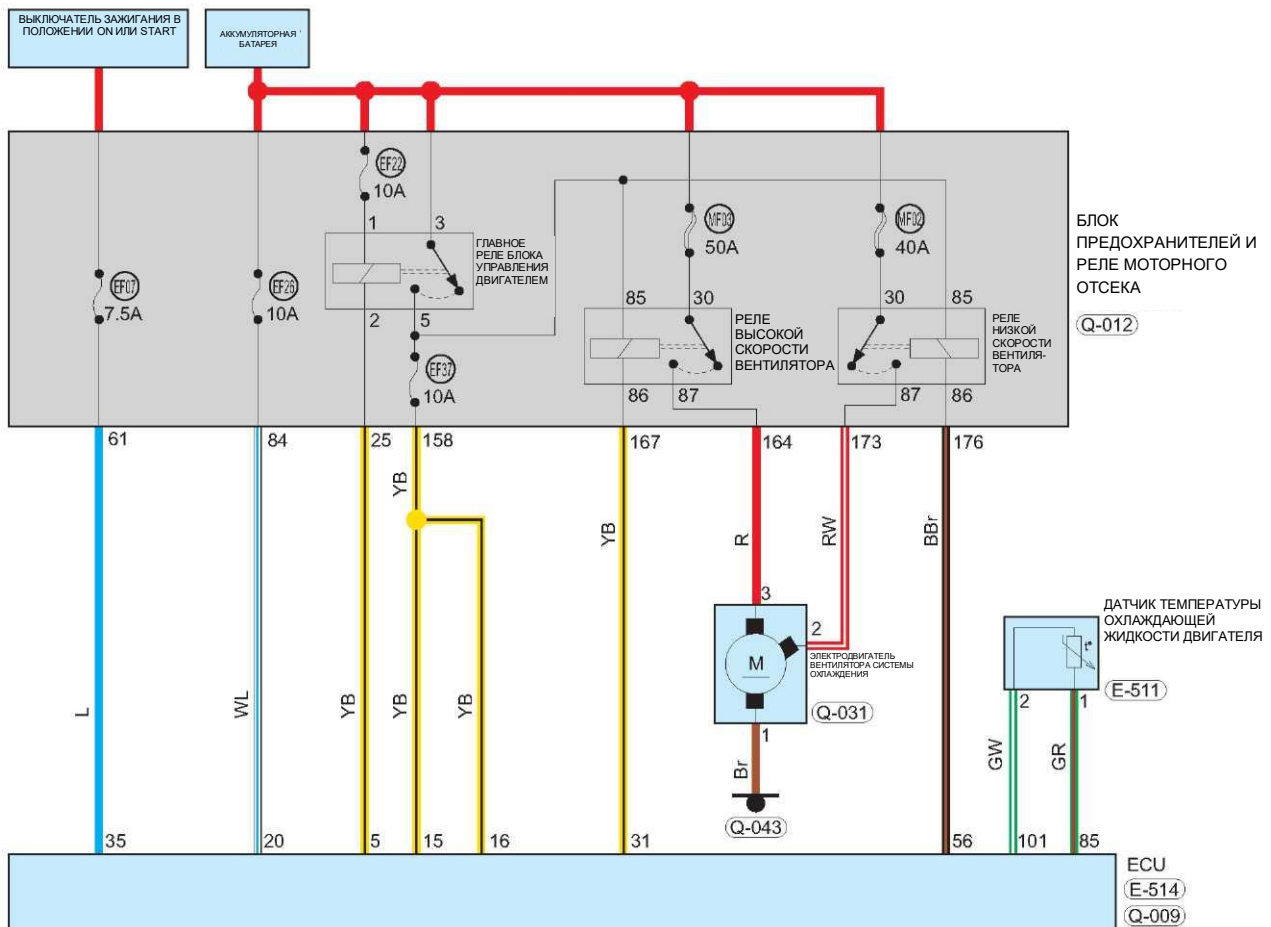 ВЫКЛЮЧАТЕЛЬ ЗАЖИГАНИЯ В
ПОЛОЖЕНИИ ON ИЛИ START
АККУМУЛЯТОРНАЯ
БАТАРЕЯ
EF22
10A
1
3
ГЛАВНОЕ
РЕЛЕ БЛОКА
УПРАВЛЕНИЯ
ДВИГАТЕЛЕМ
2
5
EF07
7.5A
EF26
10A
EF37
10A
MF03
50A
MF02
40A
85
30
РЕЛЕ
ВЫСОКОЙ
СКОРОСТИ
ВЕНТИЛЯТОРА
86
87
30
85
РЕЛЕ
НИЗКОЙ
СКОРОСТИ
ВЕНТИЛЯ-
ТОРА
87
86
БЛОК
ПРЕДОХРАНИТЕЛЕЙ И
РЕЛЕ МОТОРНОГО
ОТСЕКА
Q-012
61
84
25
158
167
164
173
176
YB
L
WL
YB
YB
YB
YB
R
RW
BBr
3
2
M
ЭЛЕКТРОДВИГАТЕЛЬ
ВЕНТИЛЯТОРА СИСТЕМЫ
ОХЛАЖДЕНИЯ
Q-031
1
Br
Q-043
ДАТЧИК ТЕМПЕРАТУРЫ
ОХЛАЖДАЮЩЕЙ
ЖИДКОСТИ ДВИГАТЕЛЯ
t°
E-511
2
1
GW
GR
35
20
5
15
16
31
56
101
85
ECU
E-514
Q-009